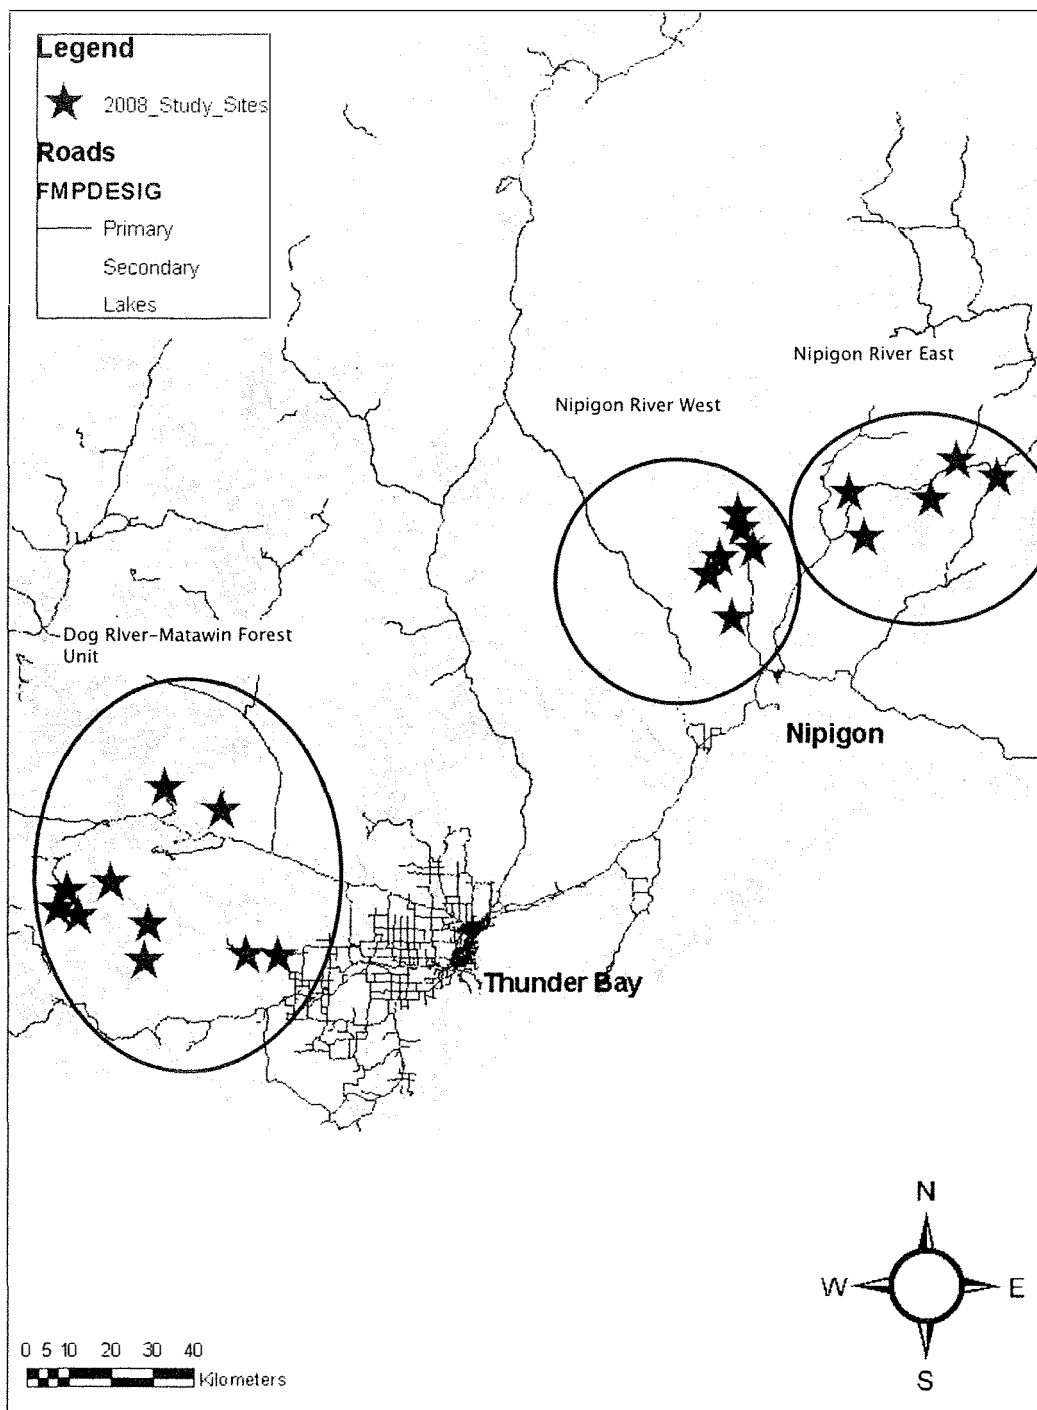 Legend
2008_Study_Sites
Roads
FMPDESIG
Primary
Secondary
Lakes
Nipigon River East
Nipigon River West
Dog RIver-Matawin Forest
Unit
Nipigon
Thunder Bay
N
W E
S
0 5 10 20 30 40
Kilometers